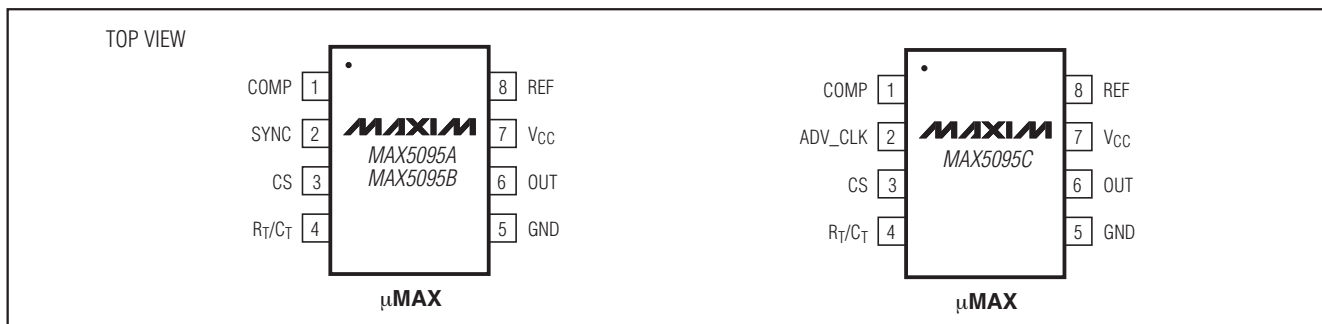 TOP VIEW
COMP 1
SYNC 2
CS 3
RT/CT 4
8 REF
7 VCC
6 OUT
5 GND
MAXIM
MAX5095A
MAX5095B
µMAX
COMP 1
ADV_CLK 2
CS 3
RT/CT 4
8 REF
7 VCC
6 OUT
5 GND
MAXIM
MAX5095C
µMAX